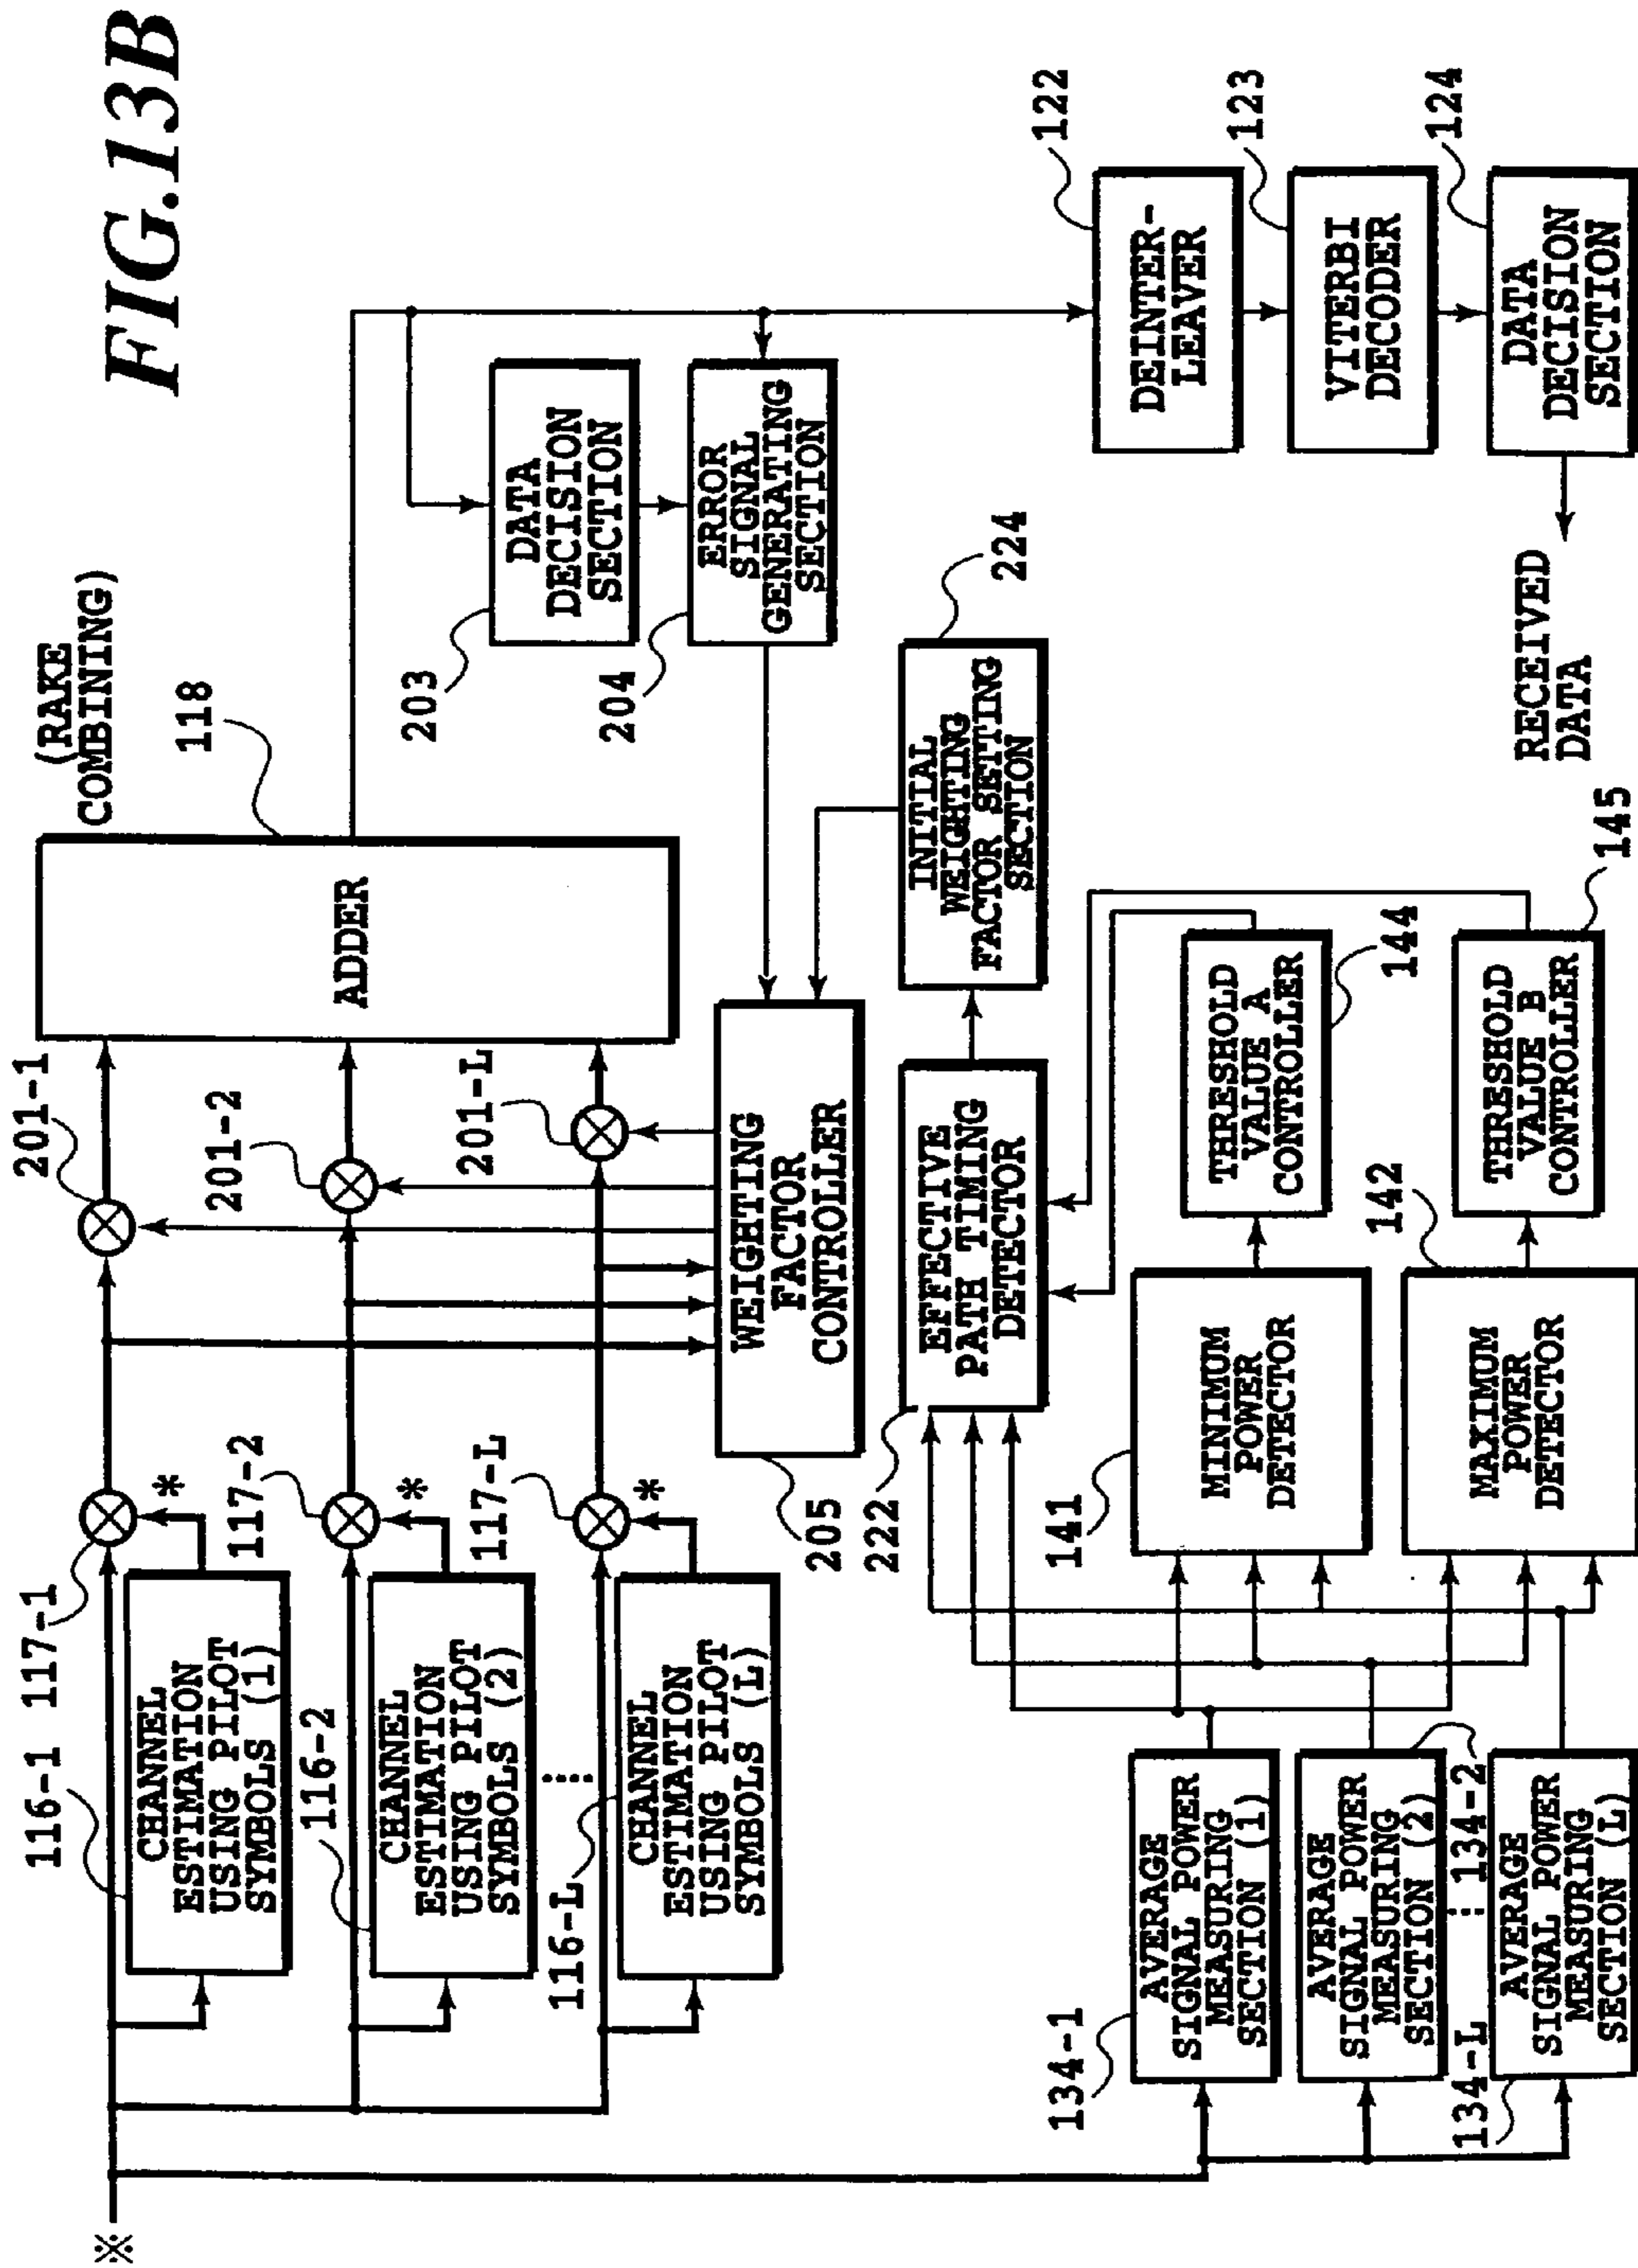 FIG.13B
(RAKE
COMBINING)
118
ADDER
201-1
201-2
201-L
117-1
117-2
117-L
*
*
*
116-1
CHANNEL
ESTIMATION
USING PILOT
SYMBOLS (1)
116-2
CHANNEL
ESTIMATION
USING PILOT
SYMBOLS (2)
116-L
CHANNEL
ESTIMATION
USING PILOT
SYMBOLS (L)
※
203
DATA
DECISION
SECTION
204
ERROR
SIGNAL
GENERATING
SECTION
205
WEIGHTING
FACTOR
CONTROLLER
224
INITIAL
WEIGHTING
FACTOR SETTING
SECTION
222
EFFECTIVE
PATH TIMING
DETECTOR
134-1
AVERAGE
SIGNAL POWER
MEASURING
SECTION (1)
134-2
AVERAGE
SIGNAL POWER
MEASURING
SECTION (2)
134-L
AVERAGE
SIGNAL POWER
MEASURING
SECTION (L)
141
MINIMUM
POWER
DETECTOR
142
MAXIMUM
POWER
DETECTOR
144
THRESHOLD
VALUE A
CONTROLLER
145
THRESHOLD
VALUE B
CONTROLLER
122
DEINTER-
LEAVER
123
VITERBI
DECODER
124
DATA
DECISION
SECTION
RECEIVED
DATA